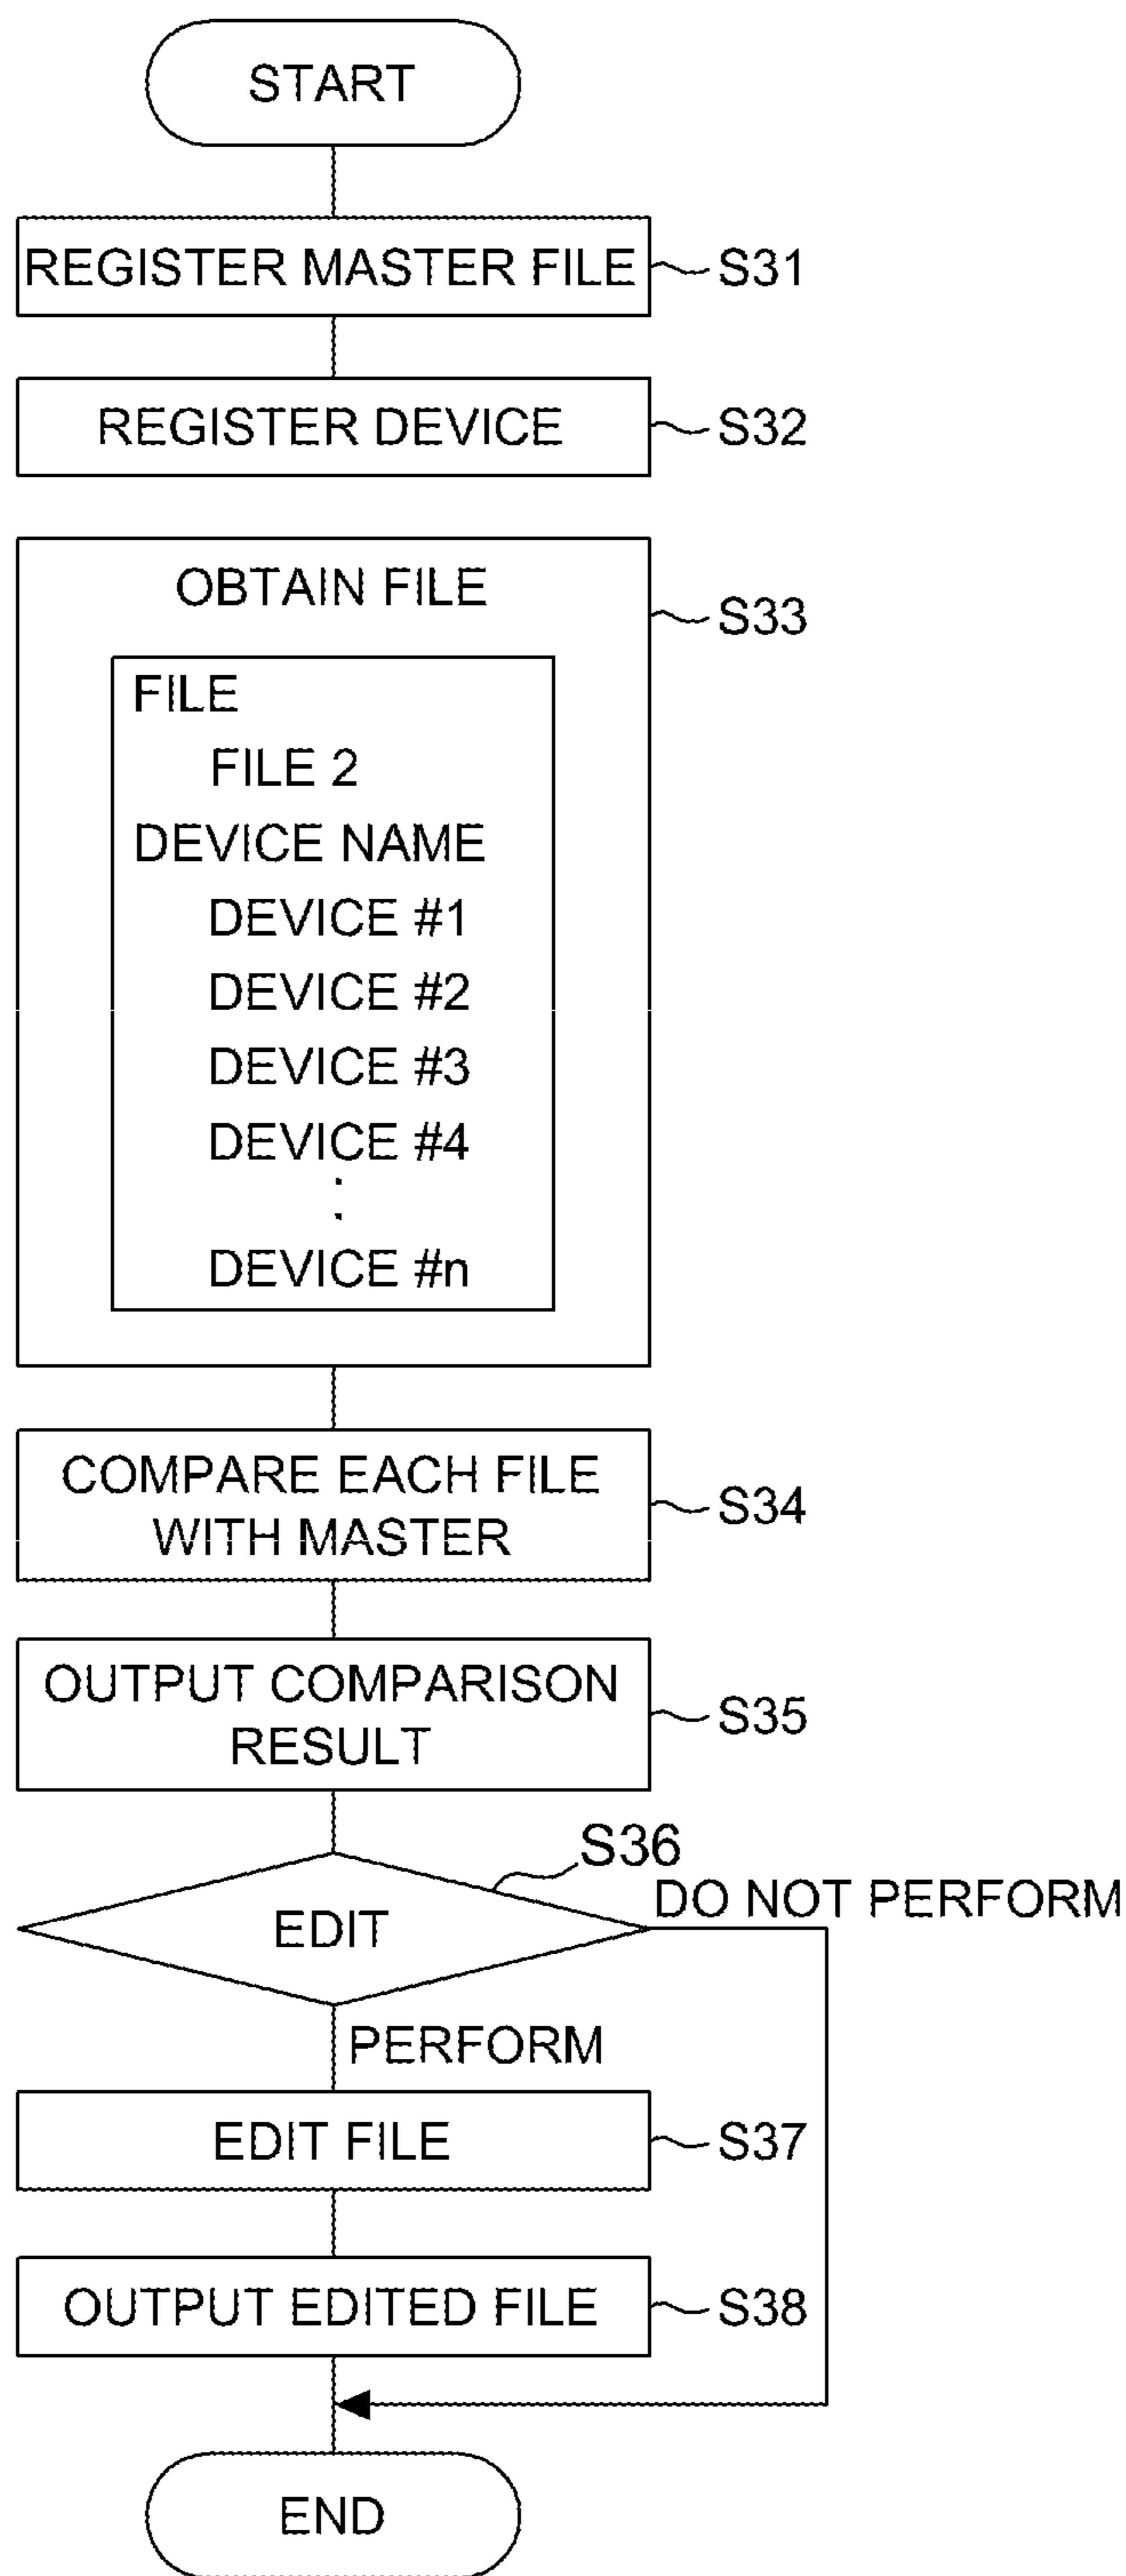 START
REGISTER MASTER FILE
S31
REGISTER DEVICE
S32
OBTAIN FILE
S33
FILE
FILE 2
DEVICE NAME
DEVICE #1
DEVICE #2
DEVICE #3
DEVICE #4
:
DEVICE #n
COMPARE EACH FILE
WITH MASTER
S34
OUTPUT COMPARISON
RESULT
S35
S36
DO NOT PERFORM
EDIT
PERFORM
EDIT FILE
S37
OUTPUT EDITED FILE
S38
END